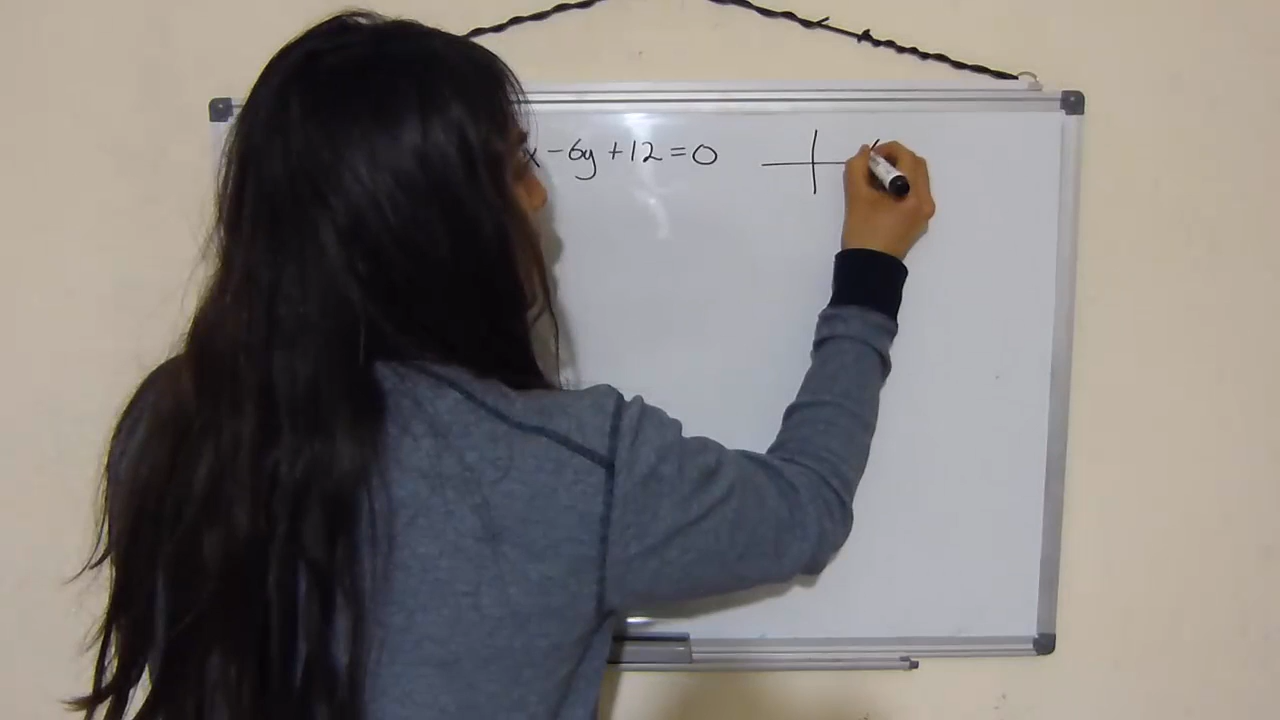 x - 6y + 12 = 0